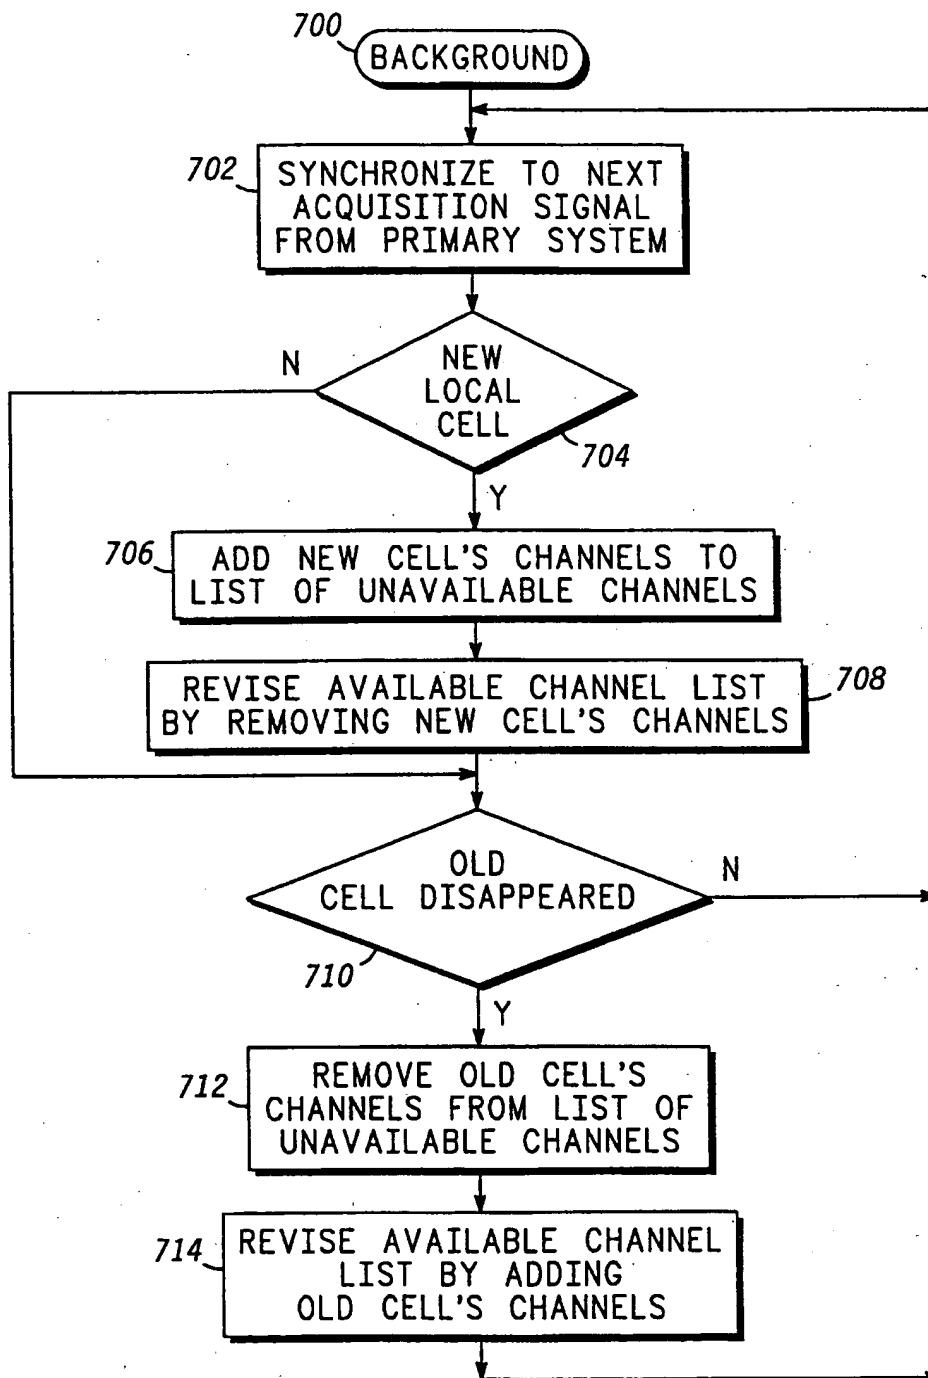 700
BACKGROUND
702
SYNCHRONIZE TO NEXT
ACQUISITION SIGNAL
FROM PRIMARY SYSTEM
N
NEW
LOCAL
CELL
704
Y
706
ADD NEW CELL'S CHANNELS TO
LIST OF UNAVAILABLE CHANNELS
REVISE AVAILABLE CHANNEL LIST
BY REMOVING NEW CELL'S CHANNELS
708
OLD
CELL DISAPPEARED
N
710
Y
712
REMOVE OLD CELL'S
CHANNELS FROM LIST OF
UNAVAILABLE CHANNELS
714
REVISE AVAILABLE CHANNEL
LIST BY ADDING
OLD CELL'S CHANNELS